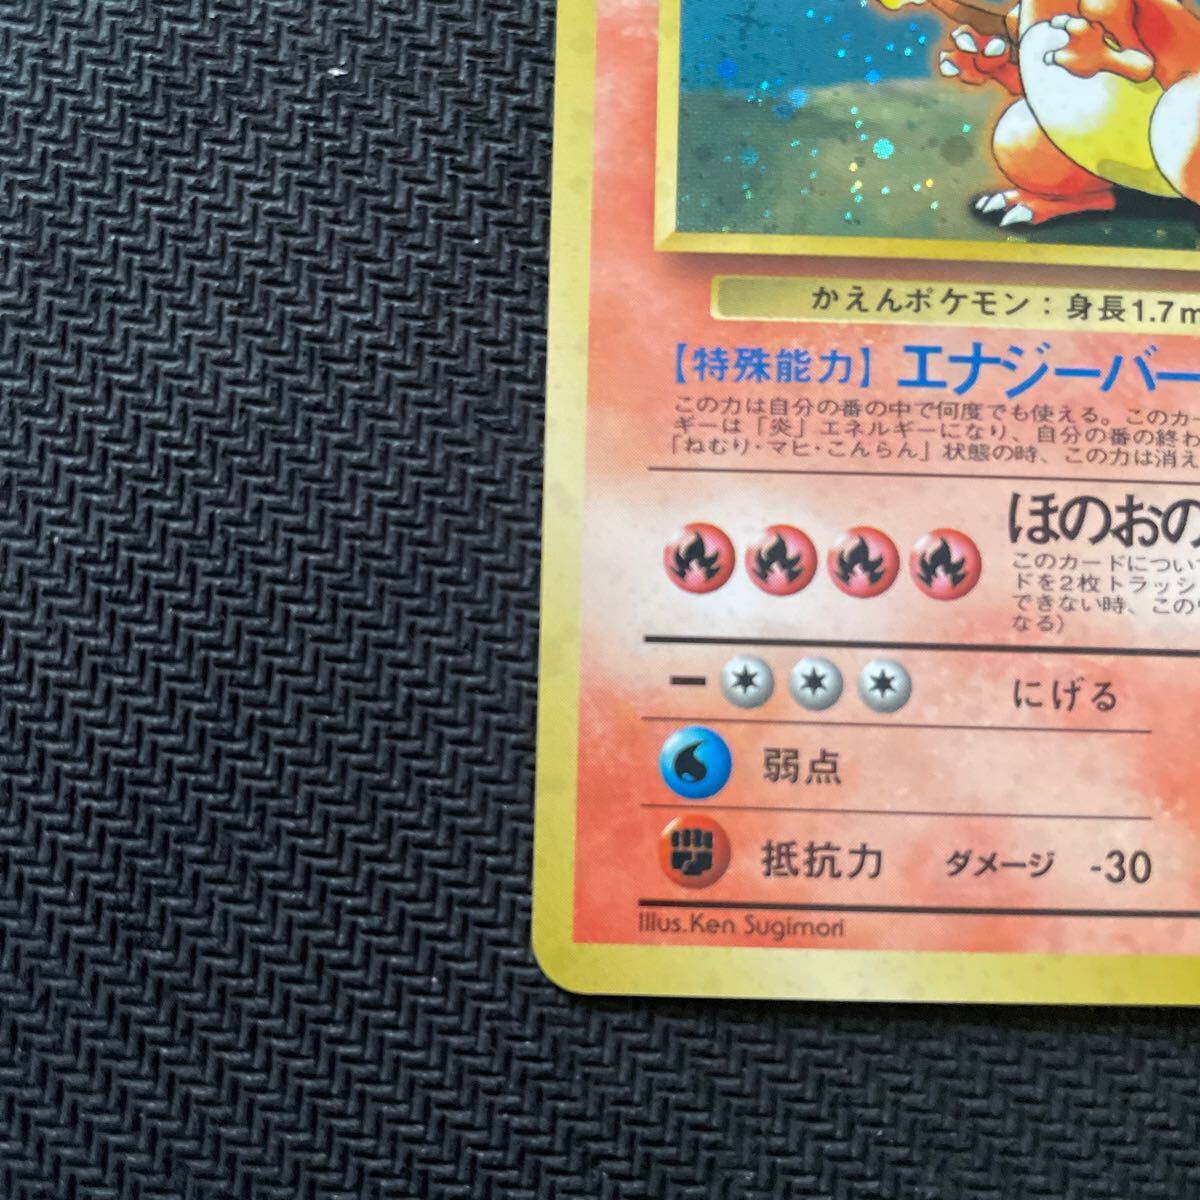 かえんポケモン：身長1.7m
【特殊能力】エナジーバー
この力は自分の番の中で何度でも使える。このカー
ギーは「炎」エネルギーになり、自分の番の終わ
「ねむり・マヒ・こんらん」状態の時、この力は消え
ほのおの
このカードについて
ドを2枚トラッシ
できない時、この
なる)
にげる
弱点
抵抗力 ダメージ -30
Illus.Ken Sugimori